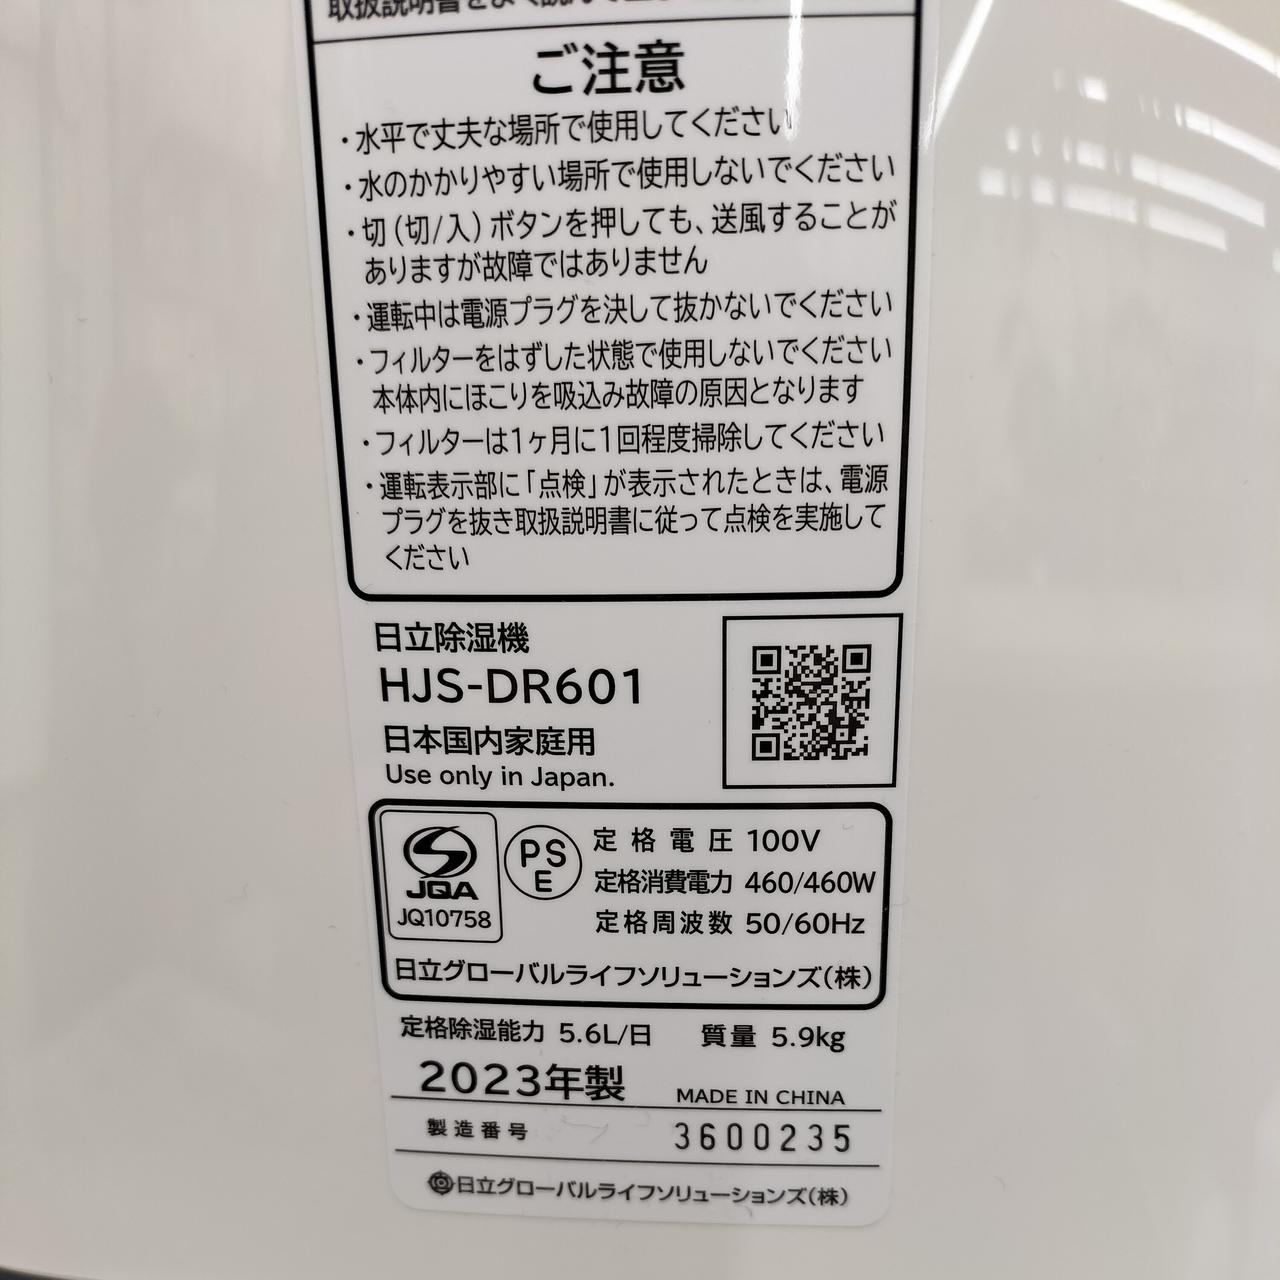 取扱説明書をよく読んで
ご注意
・水平で丈夫な場所で使用してください
・水のかかりやすい場所で使用しないでください
・切（切/入）ボタンを押しても、送風することが
ありますが故障ではありません
・運転中は電源プラグを決して抜かないでください
・フィルターをはずした状態で使用しないでください
本体内にほこりを吸込み故障の原因となります
・フィルターは1ヶ月に1回程度掃除してください
・運転表示部に「点検」が表示されたときは、電源
プラグを抜き取扱説明書に従って点検を実施して
ください
日立除湿機
HJS-DR601
日本国内家庭用
Use only in Japan.
JQA
JQ10758
PS
E
定格電圧 100V
定格消費電力 460/460W
定格周波数 50/60Hz
日立グローバルライフソリューションズ（株）
定格除湿能力 5.6L/日 質量 5.9kg
2023年製 MADE IN CHINA
製造番号 3600235
日立グローバルライフソリューションズ（株）